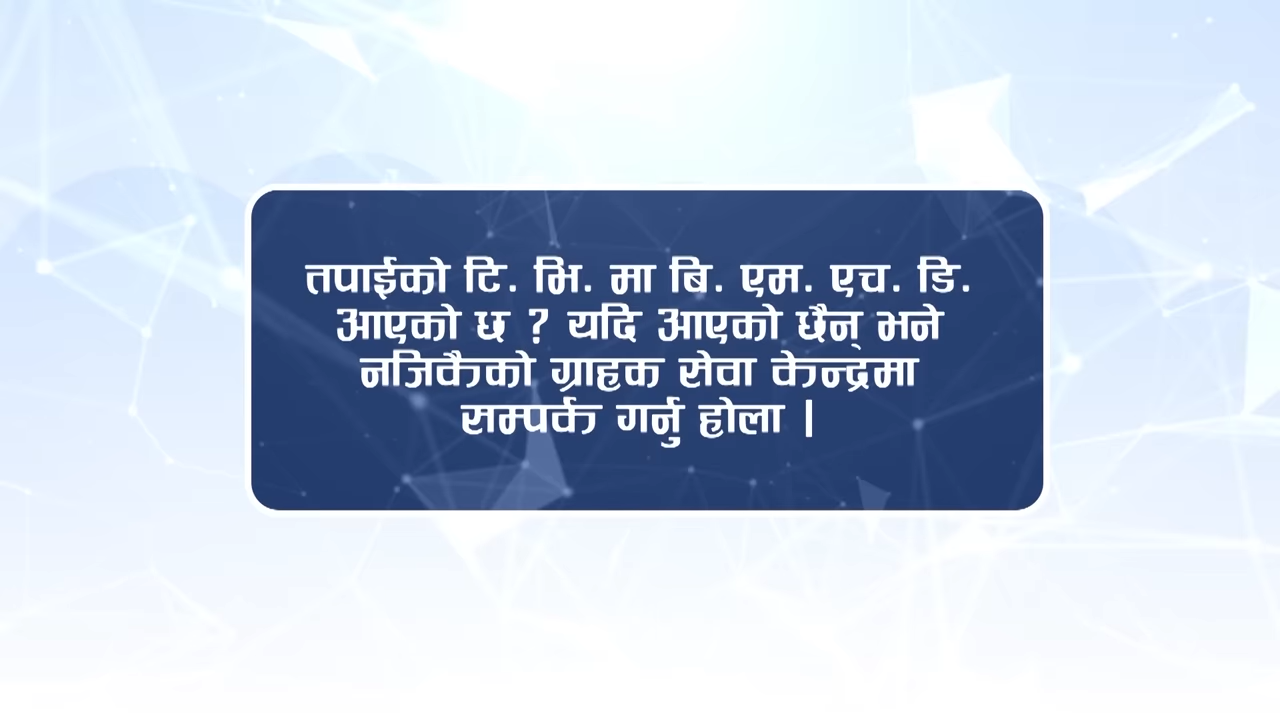 तपाईको टि. भि. मा बि. एम. एच. डि.
आएको छ ? यदि आएको छैन् भने
नजिकैको ग्राहक सेवा केन्द्रमा
सम्पर्क गर्नु होला |